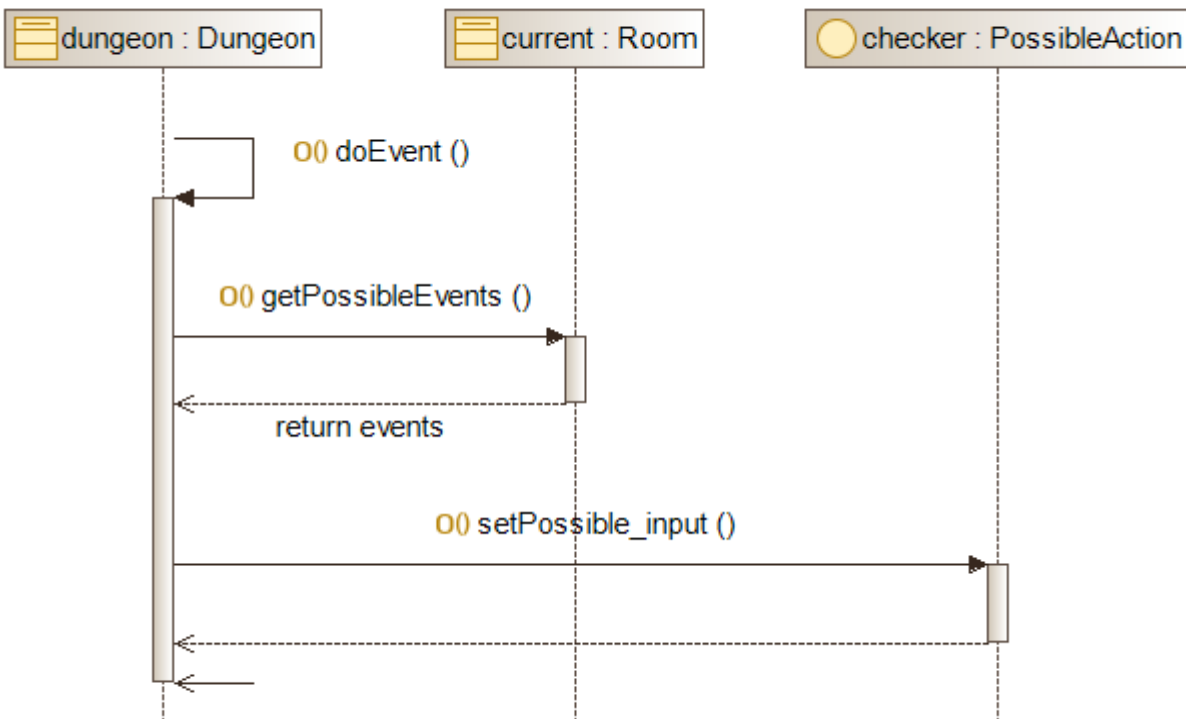 dungeon : Dungeon
current : Room
checker : PossibleAction
O() doEvent ()
O() getPossibleEvents ()
return events
O() setPossible_input ()